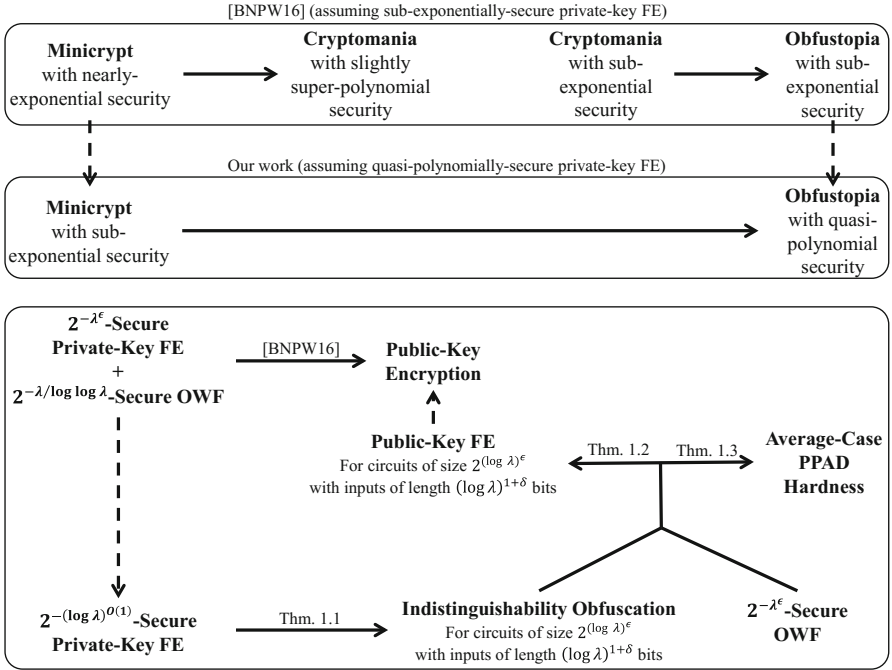 [BNPW16] (assuming sub-exponentially-secure private-key FE)
Minicrypt
with nearly-
exponential security
Cryptomania
with slightly
super-polynomial
security
Cryptomania
with sub-
exponential
security
Obfustopia
with sub-
exponential
security
Our work (assuming quasi-polynomially-secure private-key FE)
Minicrypt
with sub-
exponential security
Obfustopia
with quasi-
polynomial
security
2^{-λ^ϵ}-Secure
Private-Key FE
+
2^{-λ/log log λ}-Secure OWF
[BNPW16]
Public-Key
Encryption
Public-Key FE
For circuits of size 2^{(log λ)^ϵ}
with inputs of length (log λ)^{1+δ} bits
Thm. 1.2
Thm. 1.3
Average-Case
PPAD
Hardness
2^{-(log λ)^{O(1)}}-Secure
Private-Key FE
Thm. 1.1
Indistinguishability Obfuscation
For circuits of size 2^{(log λ)^ϵ}
with inputs of length (log λ)^{1+δ} bits
2^{-λ^ϵ}-Secure
OWF